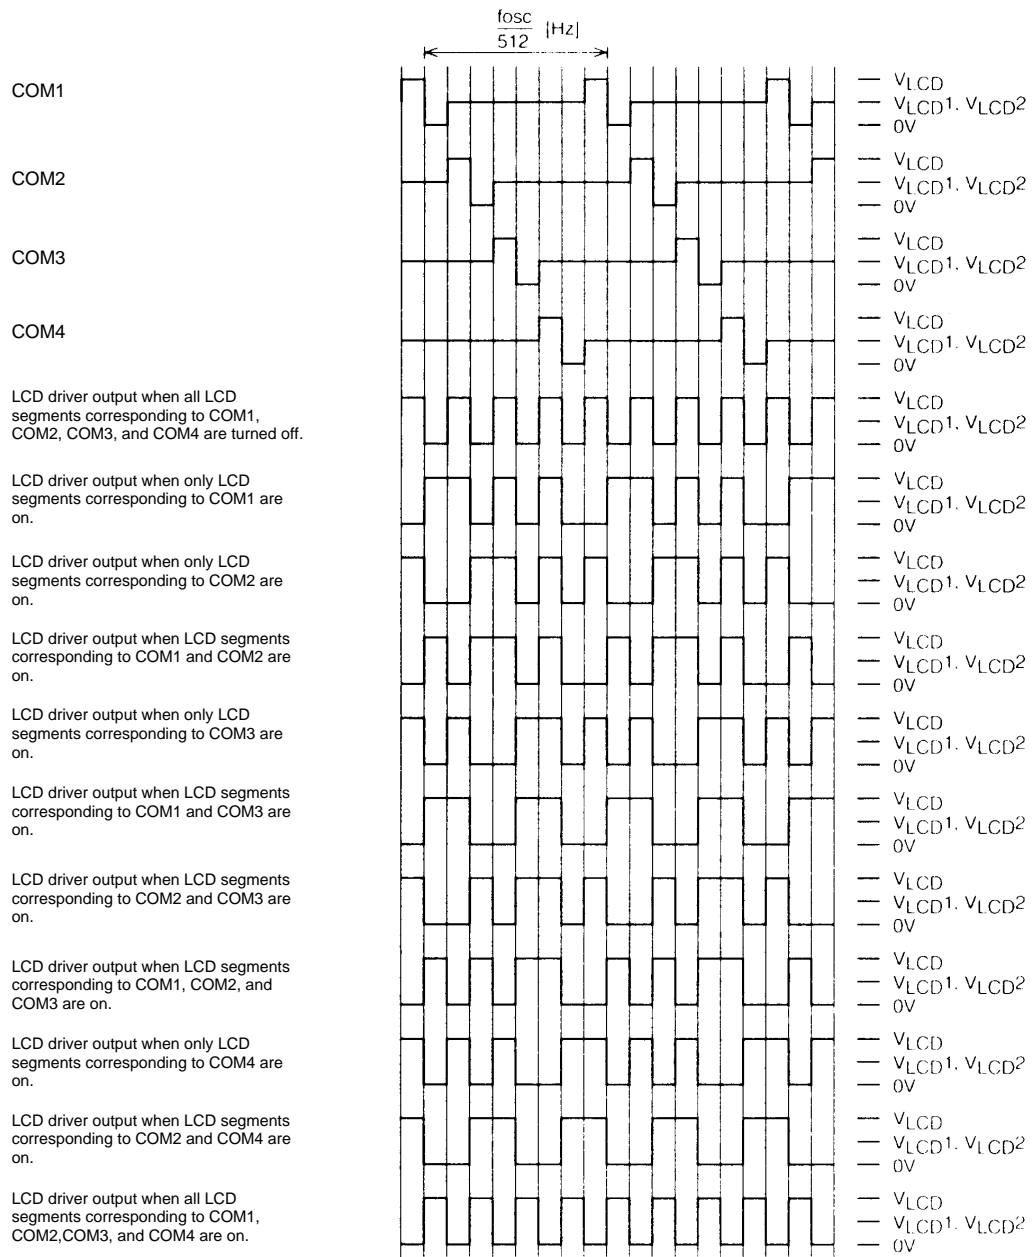 fosc
512 [Hz]
COM1
VLCD
VLCD1, VLCD2
0V
COM2
VLCD
VLCD1, VLCD2
0V
COM3
VLCD
VLCD1, VLCD2
0V
COM4
VLCD
VLCD1, VLCD2
0V
LCD driver output when all LCD
segments corresponding to COM1,
COM2, COM3, and COM4 are turned off.
VLCD
VLCD1, VLCD2
0V
LCD driver output when only LCD
segments corresponding to COM1 are
on.
VLCD
VLCD1, VLCD2
0V
LCD driver output when only LCD
segments corresponding to COM2 are
on.
VLCD
VLCD1, VLCD2
0V
LCD driver output when LCD segments
corresponding to COM1 and COM2 are
on.
VLCD
VLCD1, VLCD2
0V
LCD driver output when only LCD
segments corresponding to COM3 are
on.
VLCD
VLCD1, VLCD2
0V
LCD driver output when LCD segments
corresponding to COM1 and COM3 are
on.
VLCD
VLCD1, VLCD2
0V
LCD driver output when LCD segments
corresponding to COM2 and COM3 are
on.
VLCD
VLCD1, VLCD2
0V
LCD driver output when LCD segments
corresponding to COM1, COM2, and
COM3 are on.
VLCD
VLCD1, VLCD2
0V
LCD driver output when only LCD
segments corresponding to COM4 are
on.
VLCD
VLCD1, VLCD2
0V
LCD driver output when LCD segments
corresponding to COM2 and COM4 are
on.
VLCD
VLCD1, VLCD2
0V
LCD driver output when all LCD
segments corresponding to COM1,
COM2,COM3, and COM4 are on.
VLCD
VLCD1, VLCD2
0V